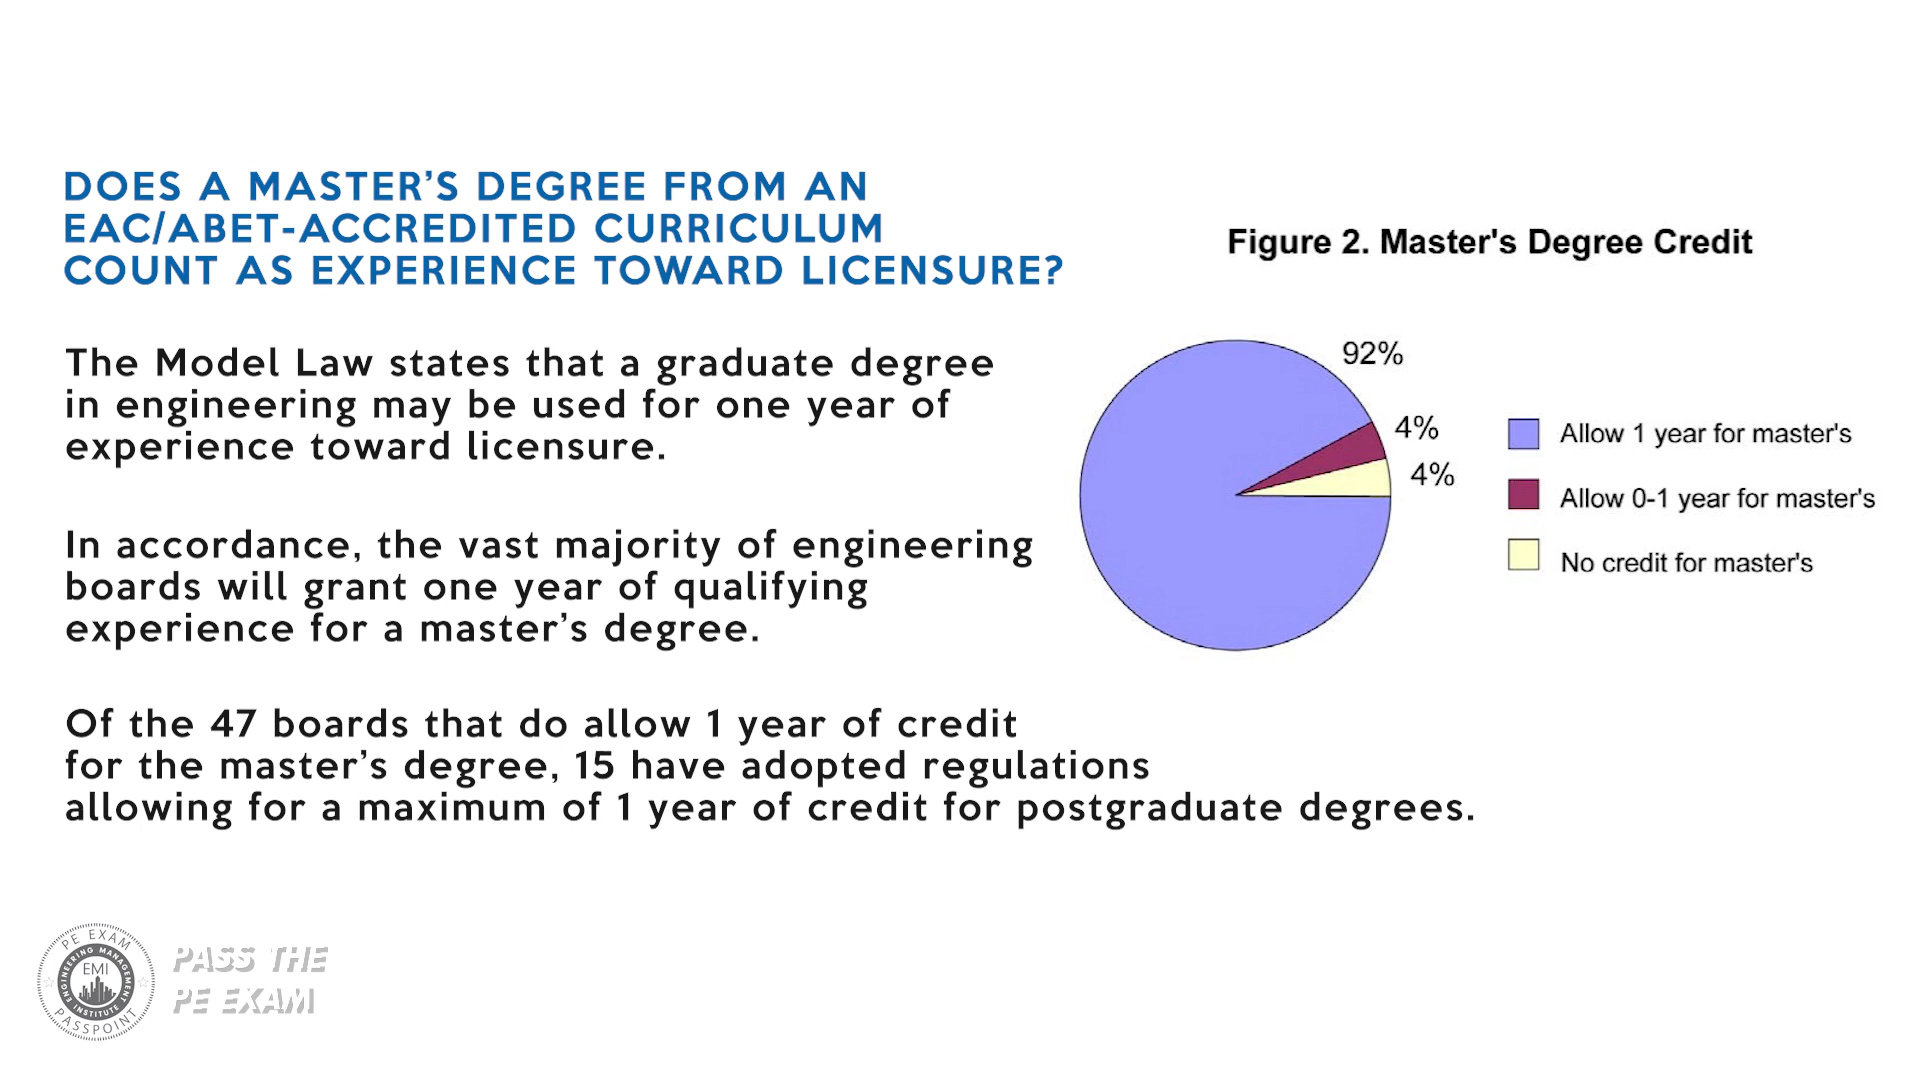 DOES A MASTER’S DEGREE FROM AN
EAC/ABET-ACCREDITED CURRICULUM
COUNT AS EXPERIENCE TOWARD LICENSURE?
The Model Law states that a graduate degree
in engineering may be used for one year of
experience toward licensure.
In accordance, the vast majority of engineering
boards will grant one year of qualifying
experience for a master’s degree.
Of the 47 boards that do allow 1 year of credit
for the master’s degree, 15 have adopted regulations
allowing for a maximum of 1 year of credit for postgraduate degrees.
Figure 2. Master's Degree Credit
92%
4%
4%
Allow 1 year for master's
Allow 0-1 year for master's
No credit for master's
PE EXAM
ENGINEERING MANAGEMENT
EMI
INSTITUTE
PASSPOINT
PASS THE
PE EXAM